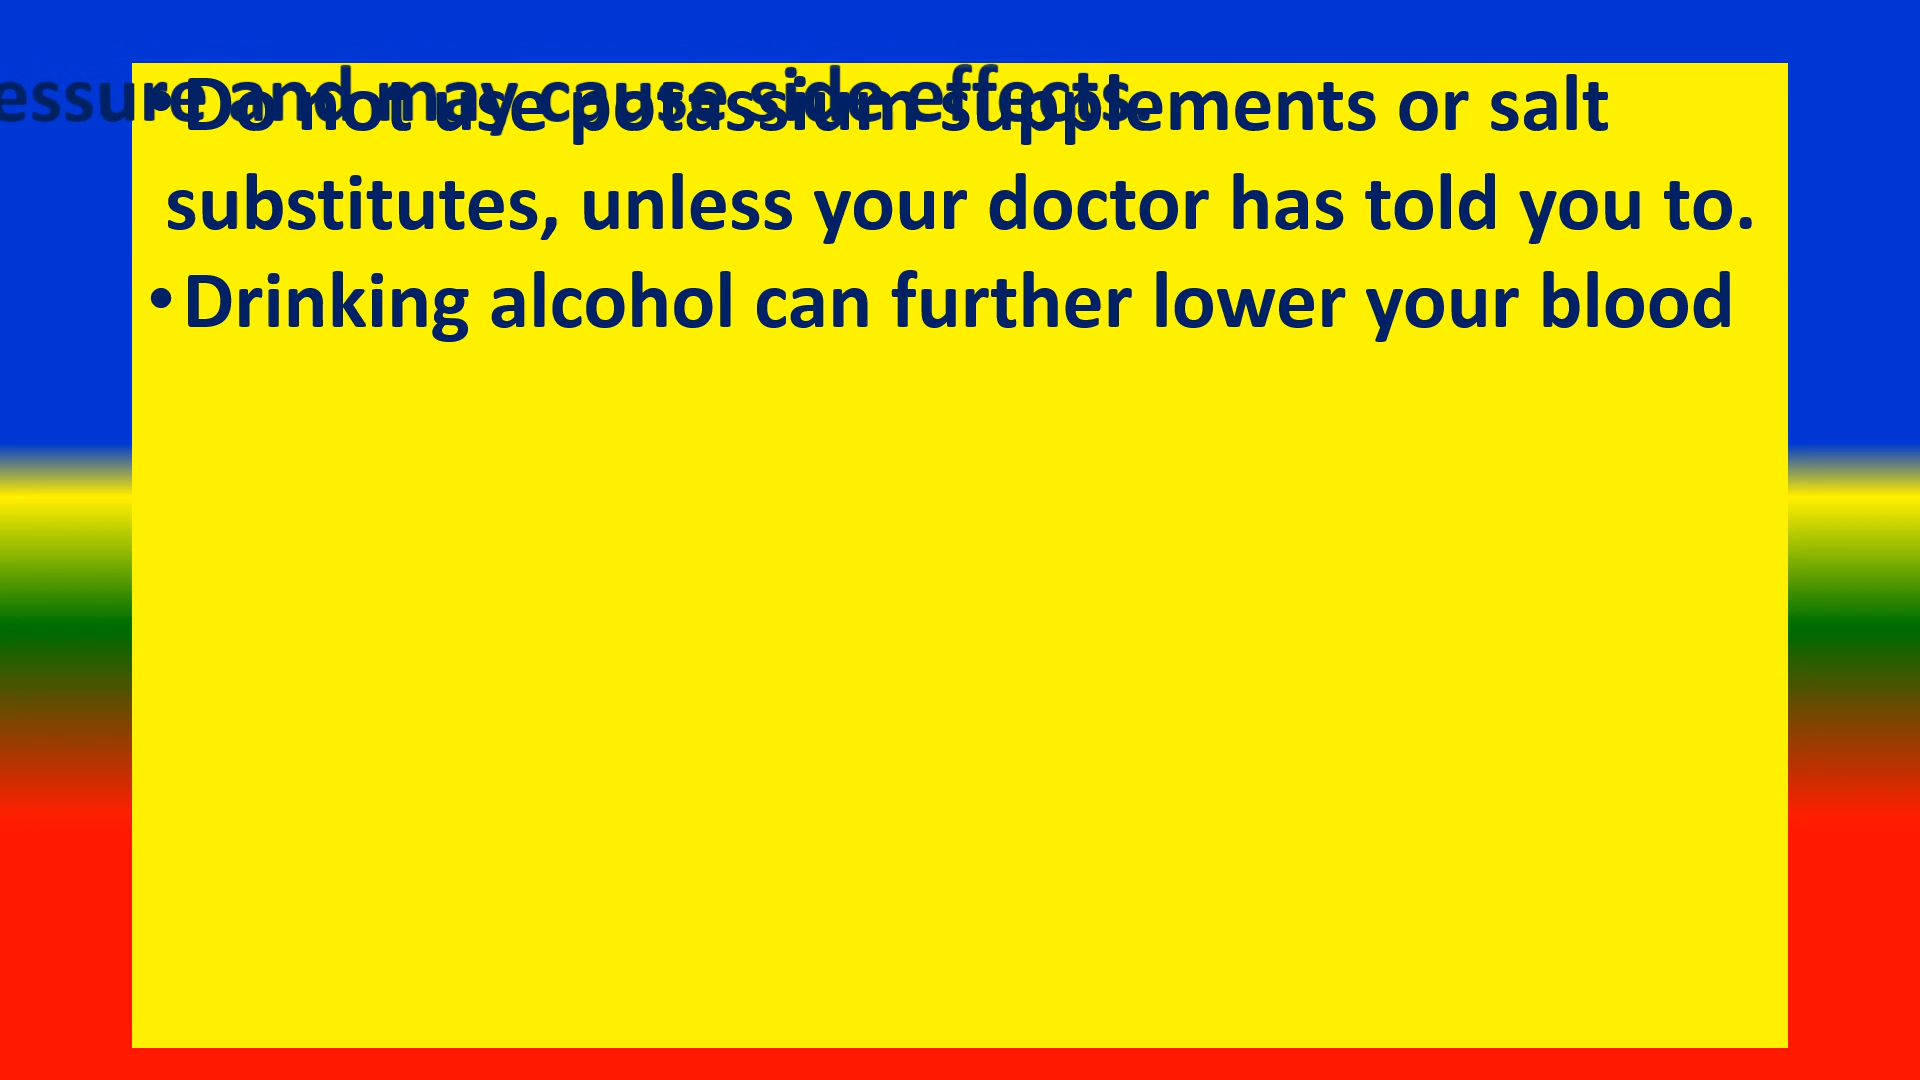 • Do not use potassium supplements or salt
substitutes, unless your doctor has told you to.
• Drinking alcohol can further lower your blood
essure and may cause side effects.